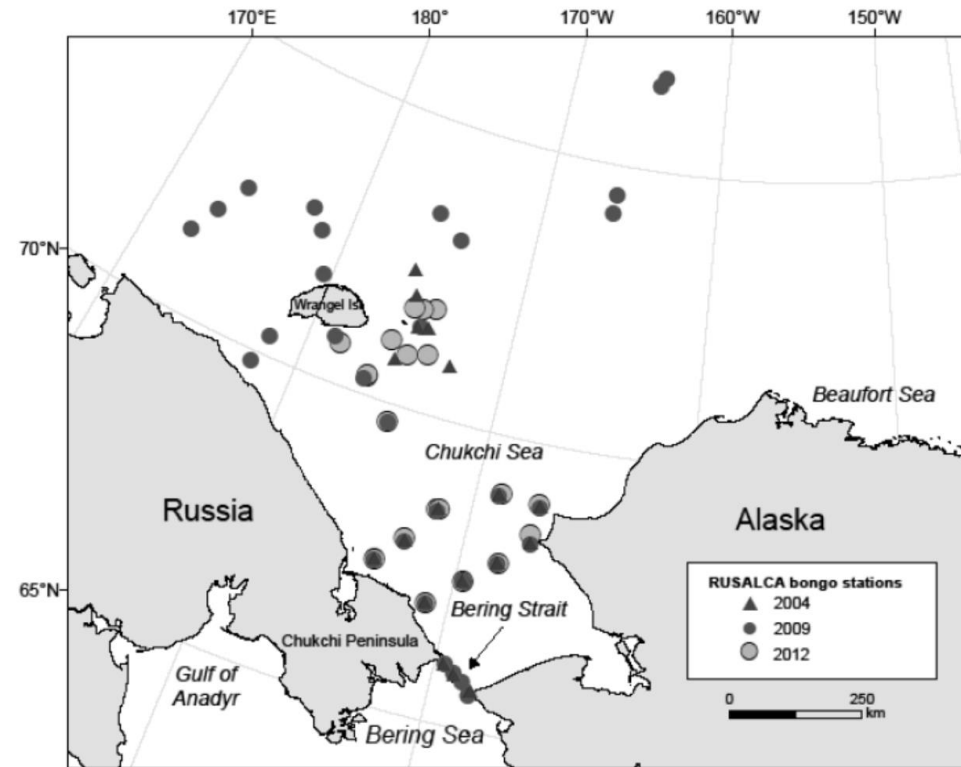 170°E
180°
170°W
160°W
150°W
70°N
Wrangel Isl
Beaufort Sea
Chukchi Sea
Russia
Alaska
RUSALCA bongo stations
2004
2009
2012
65°N
Bering Strait
Chukchi Peninsula
Gulf of
Anadyr
0
250
km
Bering Sea